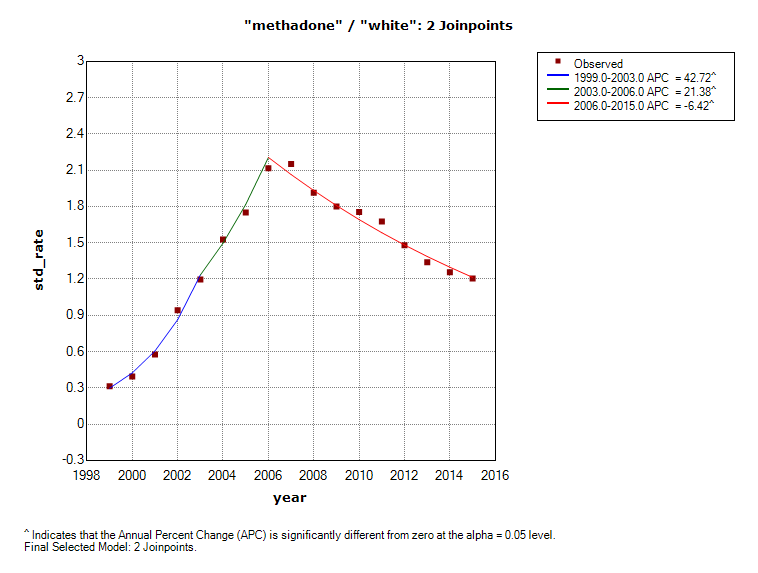 "methadone" / "white": 2 Joinpoints
Observed
1999.0-2003.0 APC = 42.72^
2003.0-2006.0 APC = 21.38^
2006.0-2015.0 APC = -6.42^
std_rate
3
2.7
2.4
2.1
1.8
1.5
1.2
0.9
0.6
0.3
0
-0.3
1998 2000 2002 2004 2006 2008 2010 2012 2014 2016
year
^ Indicates that the Annual Percent Change (APC) is significantly different from zero at the alpha = 0.05 level.
Final Selected Model: 2 Joinpoints.